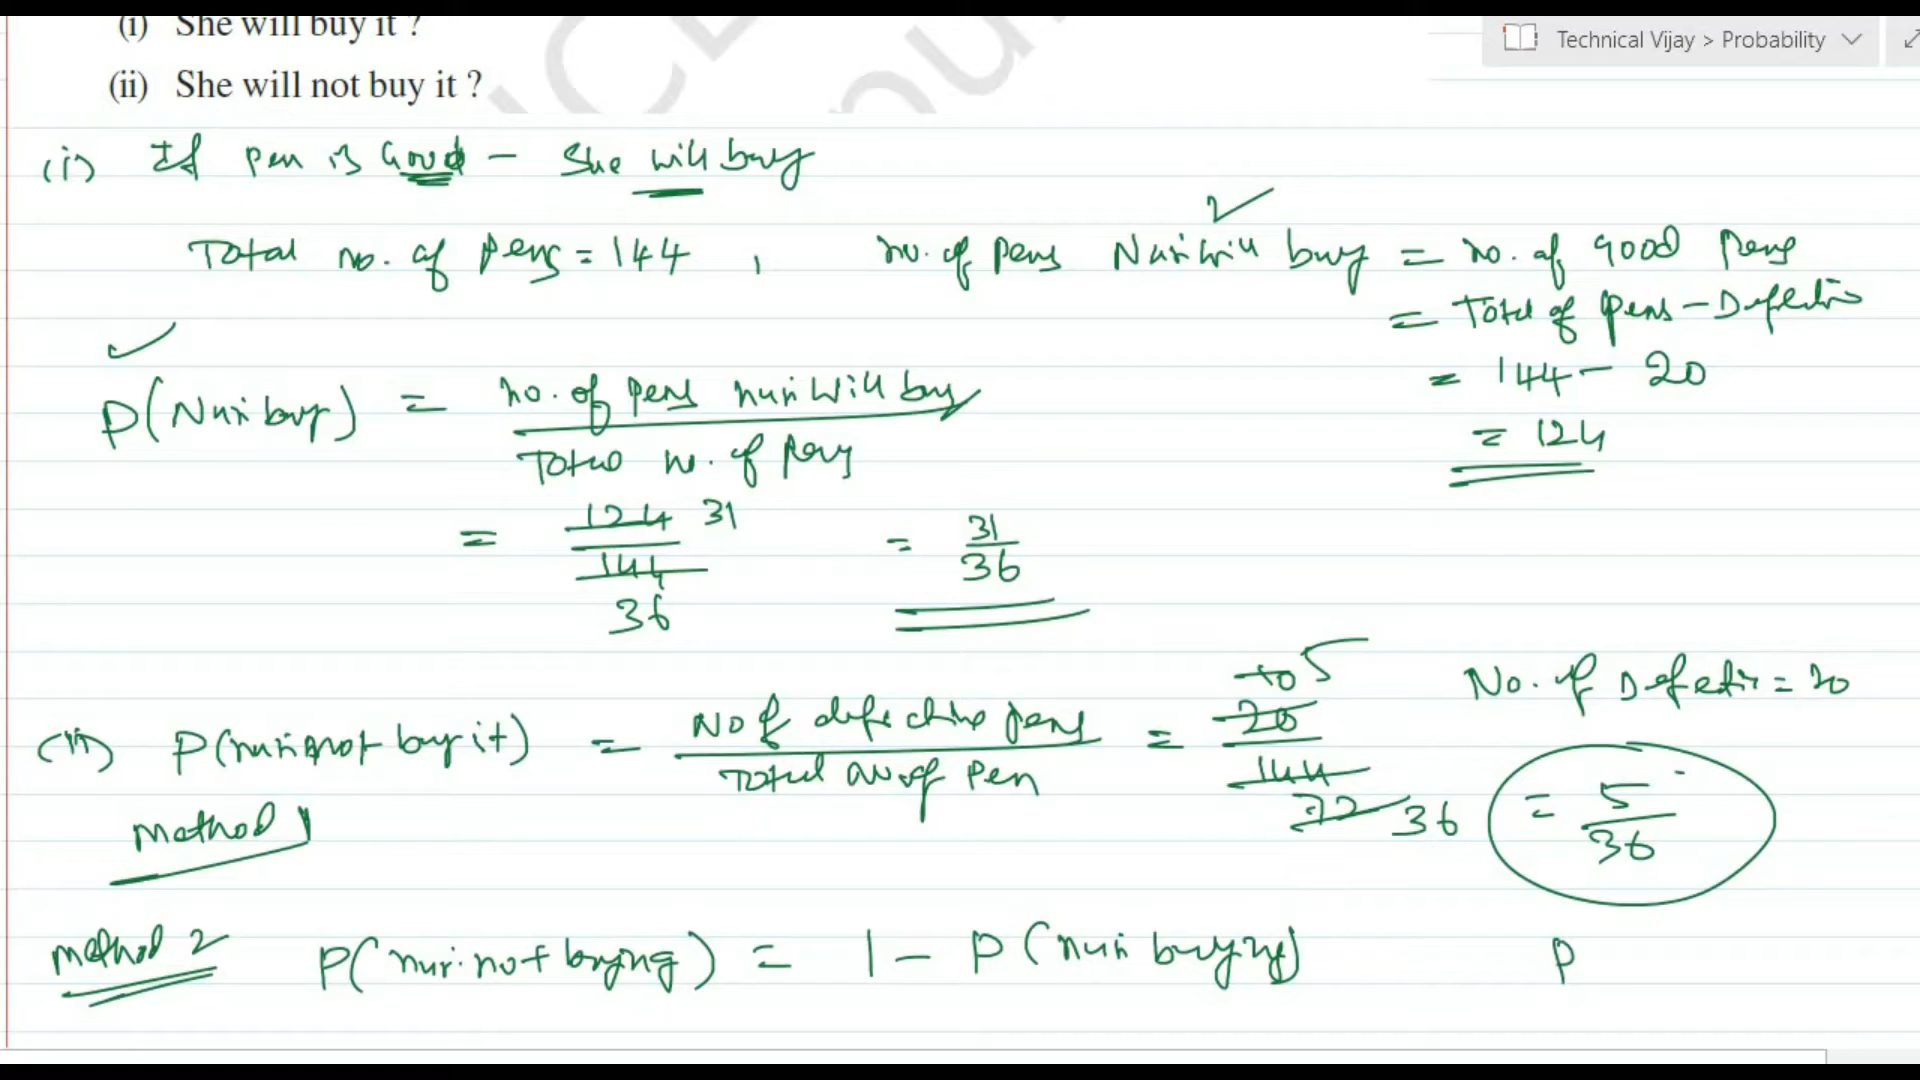 (i) She will buy it ?
Technical Vijay > Probability
(ii) She will not buy it ?
(i) If pen is Good - She will buy
Total no. of pens = 144 , no. of pens Nuri will buy = no. of good pens
= Total of pens - Defective
= 144 - 20
= 124
P(Nuri buy) = no. of pens nuri will buy
Total no. of pens
= 124 31 = 31
144 36
36
(ii) P(nuri not buy it) = No of defective pens = 20 10 5 No. of Defective = 20
Total no of pen 144 72 36 = 5
36
Method 1
Method 2 P(nuri not buying) = 1 - P(nuri buying) P